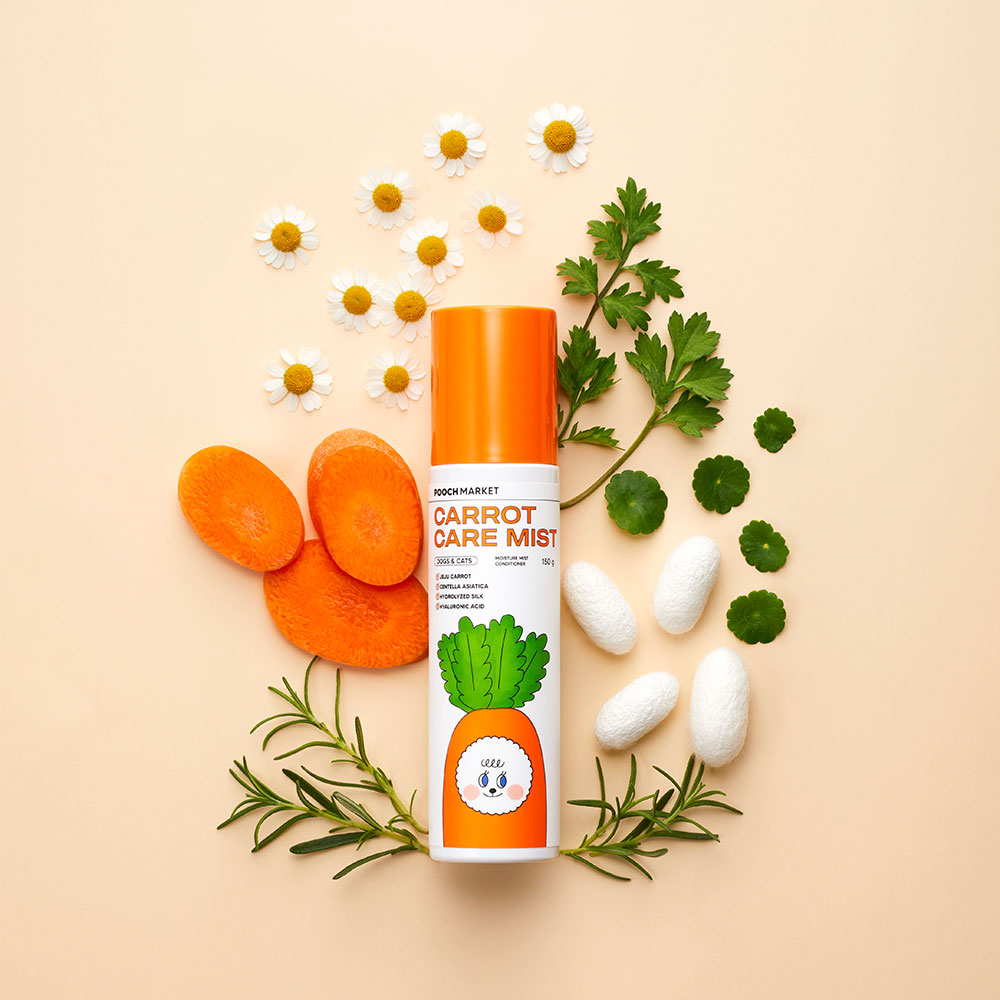 POOCH MARKET
CARROT
CARE MIST
DOGS & CATS
MOISTURE MIST
CONDITIONER
150 g
JEJU CARROT
CENTELLA ASIATICA
HYDROLYZED SILK
HYALURONIC ACID